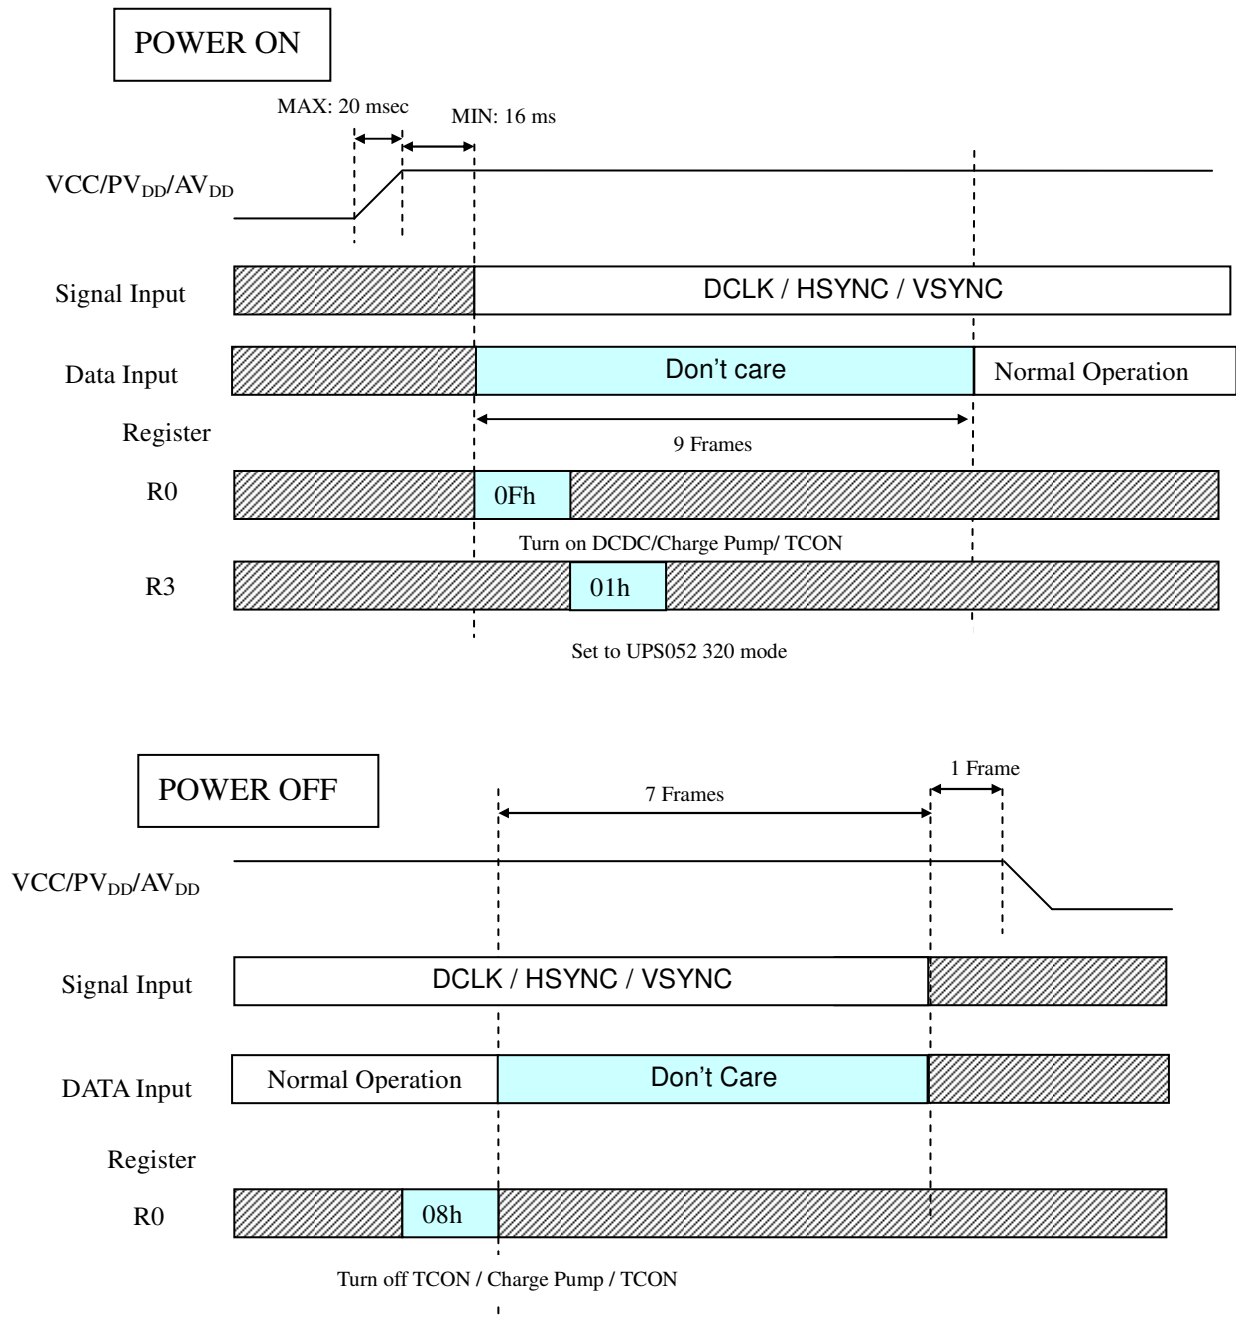 POWER ON
MAX: 20 msec
MIN: 16 ms
VCC/PVDD/AVDD
Signal Input
DCLK / HSYNC / VSYNC
Data Input
Don't care
Normal Operation
Register
9 Frames
R0
0Fh
Turn on DCDC/Charge Pump/ TCON
R3
01h
Set to UPS052 320 mode
POWER OFF
7 Frames
1 Frame
VCC/PVDD/AVDD
Signal Input
DCLK / HSYNC / VSYNC
DATA Input
Normal Operation
Don't Care
Register
R0
08h
Turn off TCON / Charge Pump / TCON